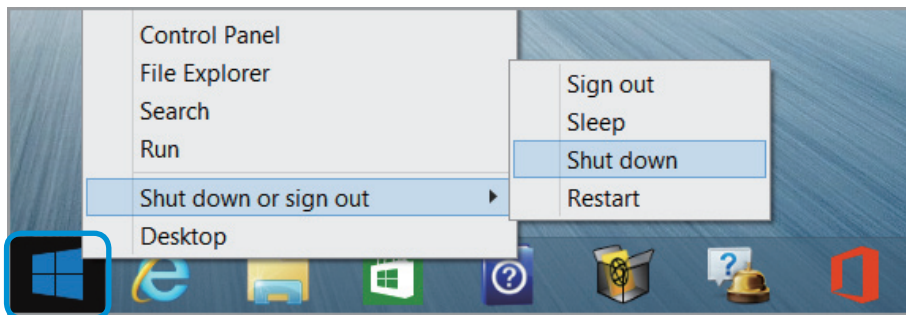 Control Panel
File Explorer
Search
Run
Shut down or sign out
Desktop
Sign out
Sleep
Shut down
Restart
?
?